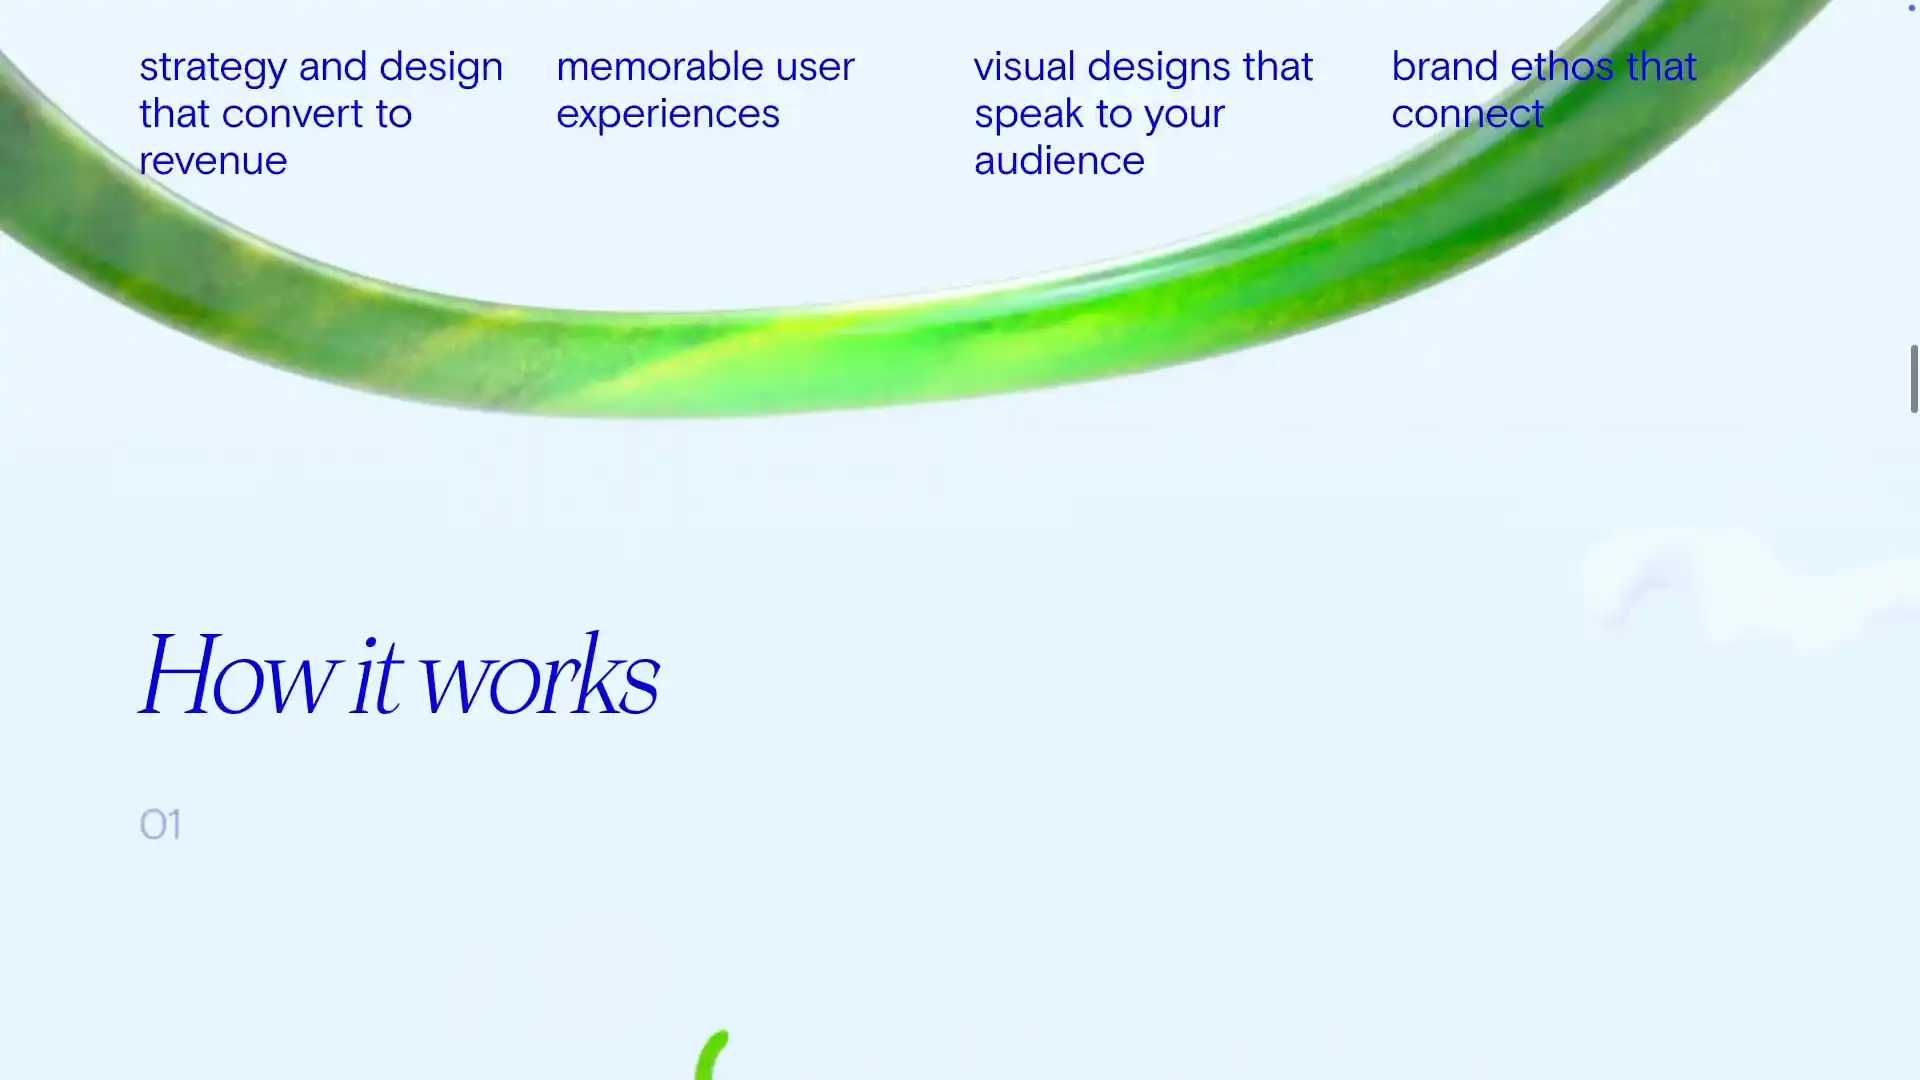 strategy and design
that convert to
revenue
memorable user
experiences
visual designs that
speak to your
audience
brand ethos that
connect
How it works
01